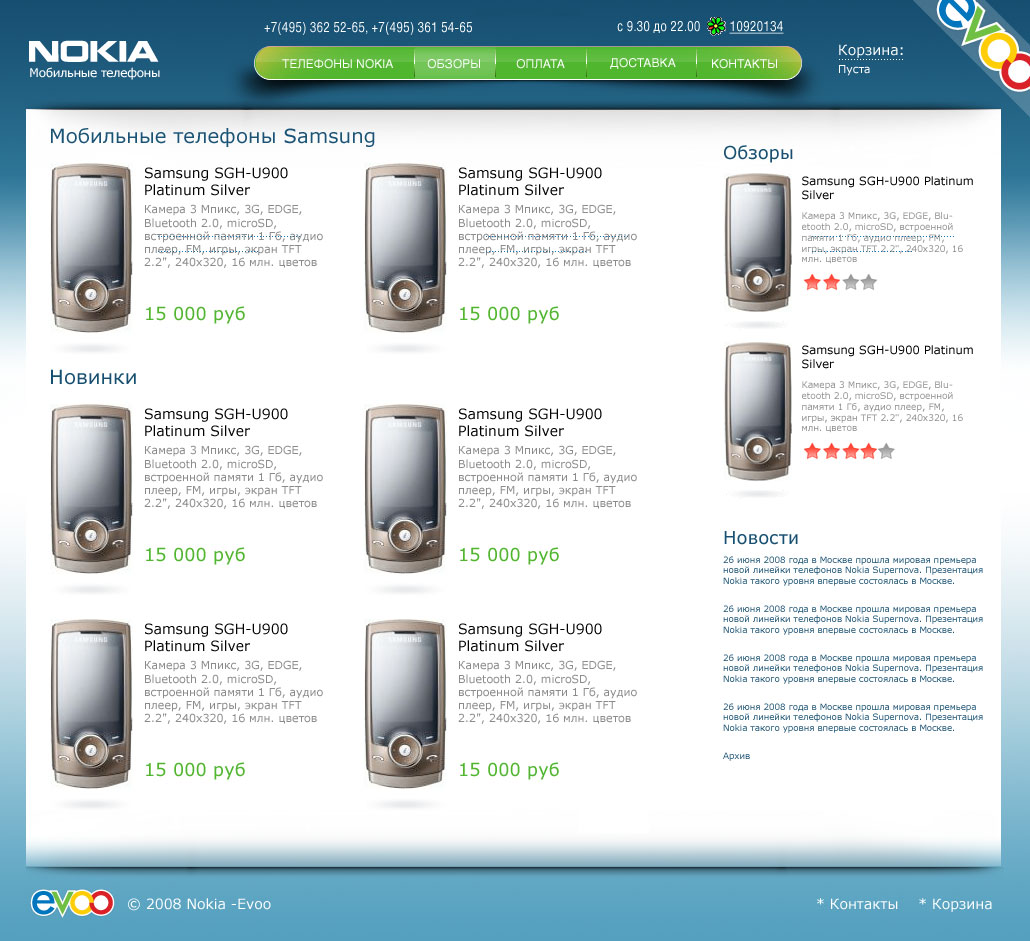 +7(495) 362 52-65, +7(495) 361 54-65
с 9.30 до 22.00
10920134
NOKIA
Мобильные телефоны
ТЕЛЕФОНЫ NOKIA
ОБЗОРЫ
ОПЛАТА
ДОСТАВКА
КОНТАКТЫ
Корзина:
Пуста
evoo
Мобильные телефоны Samsung
SAMSUNG
Samsung SGH-U900
Platinum Silver
Камера 3 Мпикс, 3G, EDGE,
Bluetooth 2.0, microSD,
встроенной памяти 1 Гб, аудио
плеер, FM, игры, экран TFT
2.2", 240x320, 16 млн. цветов
15 000 руб
SAMSUNG
Samsung SGH-U900
Platinum Silver
Камера 3 Мпикс, 3G, EDGE,
Bluetooth 2.0, microSD,
встроенной памяти 1 Гб, аудио
плеер, FM, игры, экран TFT
2.2", 240x320, 16 млн. цветов
15 000 руб
Новинки
SAMSUNG
Samsung SGH-U900
Platinum Silver
Камера 3 Мпикс, 3G, EDGE,
Bluetooth 2.0, microSD,
встроенной памяти 1 Гб, аудио
плеер, FM, игры, экран TFT
2.2", 240x320, 16 млн. цветов
15 000 руб
SAMSUNG
Samsung SGH-U900
Platinum Silver
Камера 3 Мпикс, 3G, EDGE,
Bluetooth 2.0, microSD,
встроенной памяти 1 Гб, аудио
плеер, FM, игры, экран TFT
2.2", 240x320, 16 млн. цветов
15 000 руб
SAMSUNG
Samsung SGH-U900
Platinum Silver
Камера 3 Мпикс, 3G, EDGE,
Bluetooth 2.0, microSD,
встроенной памяти 1 Гб, аудио
плеер, FM, игры, экран TFT
2.2", 240x320, 16 млн. цветов
15 000 руб
SAMSUNG
Samsung SGH-U900
Platinum Silver
Камера 3 Мпикс, 3G, EDGE,
Bluetooth 2.0, microSD,
встроенной памяти 1 Гб, аудио
плеер, FM, игры, экран TFT
2.2", 240x320, 16 млн. цветов
15 000 руб
Обзоры
SAMSUNG
Samsung SGH-U900 Platinum
Silver
Камера 3 Мпикс, 3G, EDGE, Blu-
etooth 2.0, microSD, встроенной
памяти 1 Гб, аудио плеер, FM,
игры, экран TFT 2.2", 240x320, 16
млн. цветов
SAMSUNG
Samsung SGH-U900 Platinum
Silver
Камера 3 Мпикс, 3G, EDGE, Blu-
etooth 2.0, microSD, встроенной
памяти 1 Гб, аудио плеер, FM,
игры, экран TFT 2.2", 240x320, 16
млн. цветов
Новости
26 июня 2008 года в Москве прошла мировая премьера
новой линейки телефонов Nokia Supernova. Презентация
Nokia такого уровня впервые состоялась в Москве.
26 июня 2008 года в Москве прошла мировая премьера
новой линейки телефонов Nokia Supernova. Презентация
Nokia такого уровня впервые состоялась в Москве.
26 июня 2008 года в Москве прошла мировая премьера
новой линейки телефонов Nokia Supernova. Презентация
Nokia такого уровня впервые состоялась в Москве.
26 июня 2008 года в Москве прошла мировая премьера
новой линейки телефонов Nokia Supernova. Презентация
Nokia такого уровня впервые состоялась в Москве.
Архив
evoo
© 2008 Nokia -Evoo
* Контакты
* Корзина